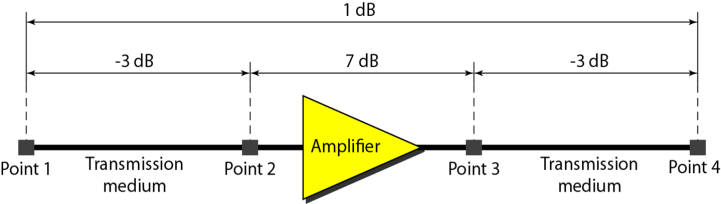 1 dB
-3 dB
7 dB
-3 dB
Amplifier
Point 1
Transmission
medium
Point 2
Point 3
Transmission
medium
Point 4